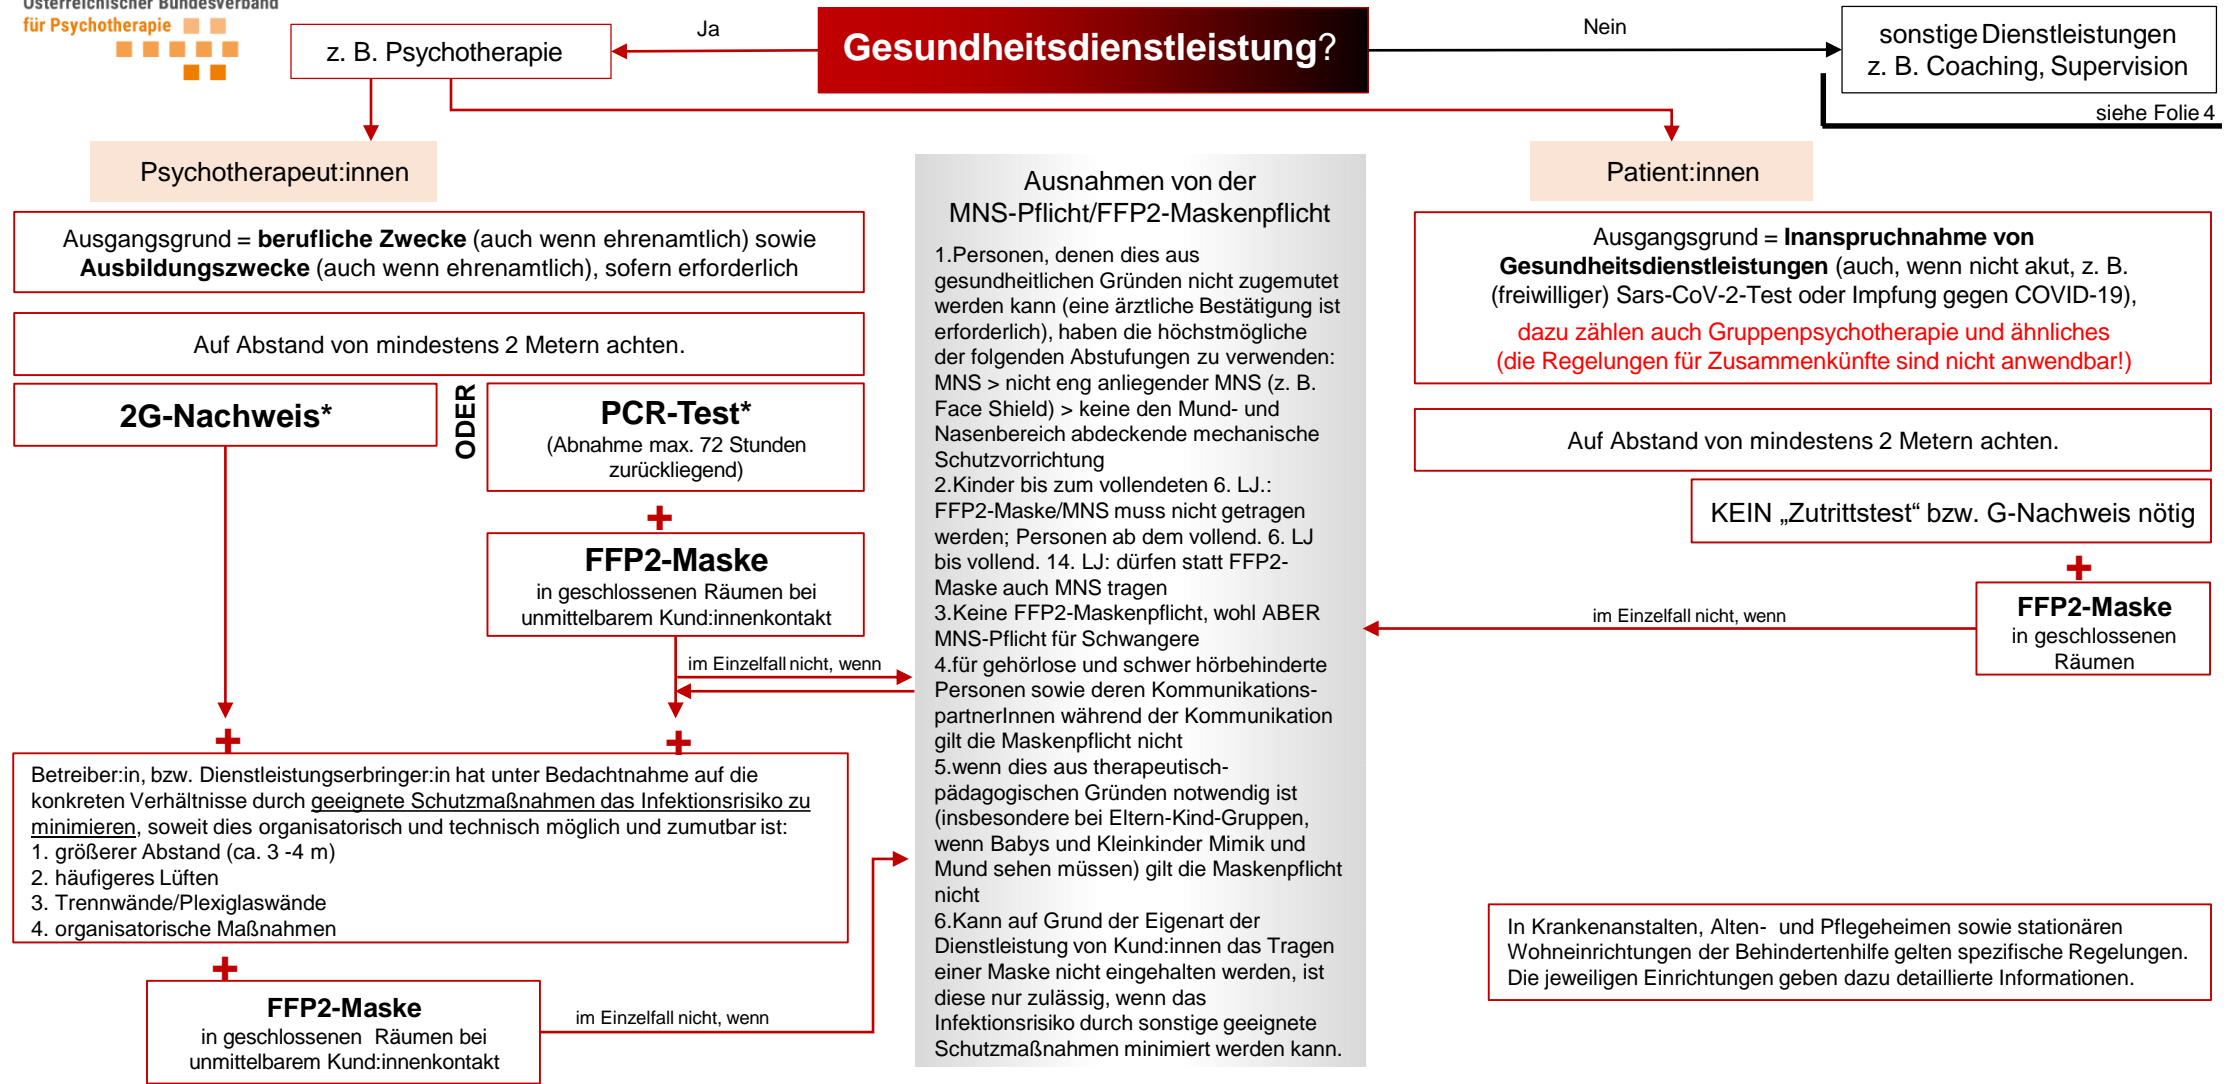 Österreichischer Bundesverband
für Psychotherapie
z. B. Psychotherapie
Ja
Gesundheitsdienstleistung?
Nein
sonstige Dienstleistungen
z. B. Coaching, Supervision
siehe Folie 4
Psychotherapeut:innen
Ausgangsgrund = berufliche Zwecke (auch wenn ehrenamtlich) sowie
Ausbildungszwecke (auch wenn ehrenamtlich), sofern erforderlich
Auf Abstand von mindestens 2 Metern achten.
2G-Nachweis*
ODER
PCR-Test*
(Abnahme max. 72 Stunden
zurückliegend)
+
FFP2-Maske
in geschlossenen Räumen bei
unmittelbarem Kund:innenkontakt
im Einzelfall nicht, wenn
+
+
Betreiber:in, bzw. Dienstleistungserbringer:in hat unter Bedachtnahme auf die
konkreten Verhältnisse durch geeignete Schutzmaßnahmen das Infektionsrisiko zu
minimieren, soweit dies organisatorisch und technisch möglich und zumutbar ist:
1. größerer Abstand (ca. 3 -4 m)
2. häufigeres Lüften
3. Trennwände/Plexiglaswände
4. organisatorische Maßnahmen
+
FFP2-Maske
in geschlossenen Räumen bei
unmittelbarem Kund:innenkontakt
im Einzelfall nicht, wenn
Ausnahmen von der
MNS-Pflicht/FFP2-Maskenpflicht
1.Personen, denen dies aus
gesundheitlichen Gründen nicht zugemutet
werden kann (eine ärztliche Bestätigung ist
erforderlich), haben die höchstmögliche
der folgenden Abstufungen zu verwenden:
MNS > nicht eng anliegender MNS (z. B.
Face Shield) > keine den Mund- und
Nasenbereich abdeckende mechanische
Schutzvorrichtung
2.Kinder bis zum vollendeten 6. LJ.:
FFP2-Maske/MNS muss nicht getragen
werden; Personen ab dem vollend. 6. LJ
bis vollend. 14. LJ: dürfen statt FFP2-
Maske auch MNS tragen
3.Keine FFP2-Maskenpflicht, wohl ABER
MNS-Pflicht für Schwangere
4.für gehörlose und schwer hörbehinderte
Personen sowie deren Kommunikations-
partnerInnen während der Kommunikation
gilt die Maskenpflicht nicht
5.wenn dies aus therapeutisch-
pädagogischen Gründen notwendig ist
(insbesondere bei Eltern-Kind-Gruppen,
wenn Babys und Kleinkinder Mimik und
Mund sehen müssen) gilt die Maskenpflicht
nicht
6.Kann auf Grund der Eigenart der
Dienstleistung von Kund:innen das Tragen
einer Maske nicht eingehalten werden, ist
diese nur zulässig, wenn das
Infektionsrisiko durch sonstige geeignete
Schutzmaßnahmen minimiert werden kann.
Patient:innen
Ausgangsgrund = Inanspruchnahme von
Gesundheitsdienstleistungen (auch, wenn nicht akut, z. B.
(freiwilliger) Sars-CoV-2-Test oder Impfung gegen COVID-19),
dazu zählen auch Gruppenpsychotherapie und ähnliches
(die Regelungen für Zusammenkünfte sind nicht anwendbar!)
Auf Abstand von mindestens 2 Metern achten.
KEIN „Zutrittstest“ bzw. G-Nachweis nötig
+
FFP2-Maske
in geschlossenen
Räumen
im Einzelfall nicht, wenn
In Krankenanstalten, Alten- und Pflegeheimen sowie stationären
Wohneinrichtungen der Behindertenhilfe gelten spezifische Regelungen.
Die jeweiligen Einrichtungen geben dazu detaillierte Informationen.